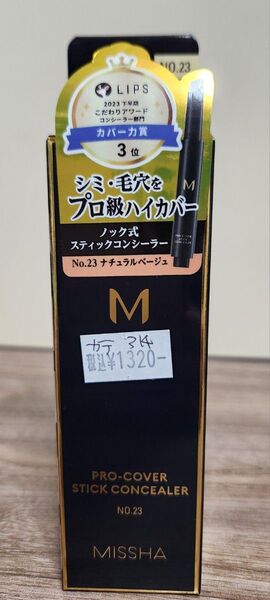 NO.23
LIPS
2023 下半期
こだわりアワード
コンシーラー部門
カバー力賞
3位
シミ・毛穴を
プロ級ハイカバー
ノック式
スティックコンシーラー
No.23 ナチュラルベージュ
M
M
税込¥1320-
PRO-COVER
STICK CONCEALER
NO.23
MISSHA